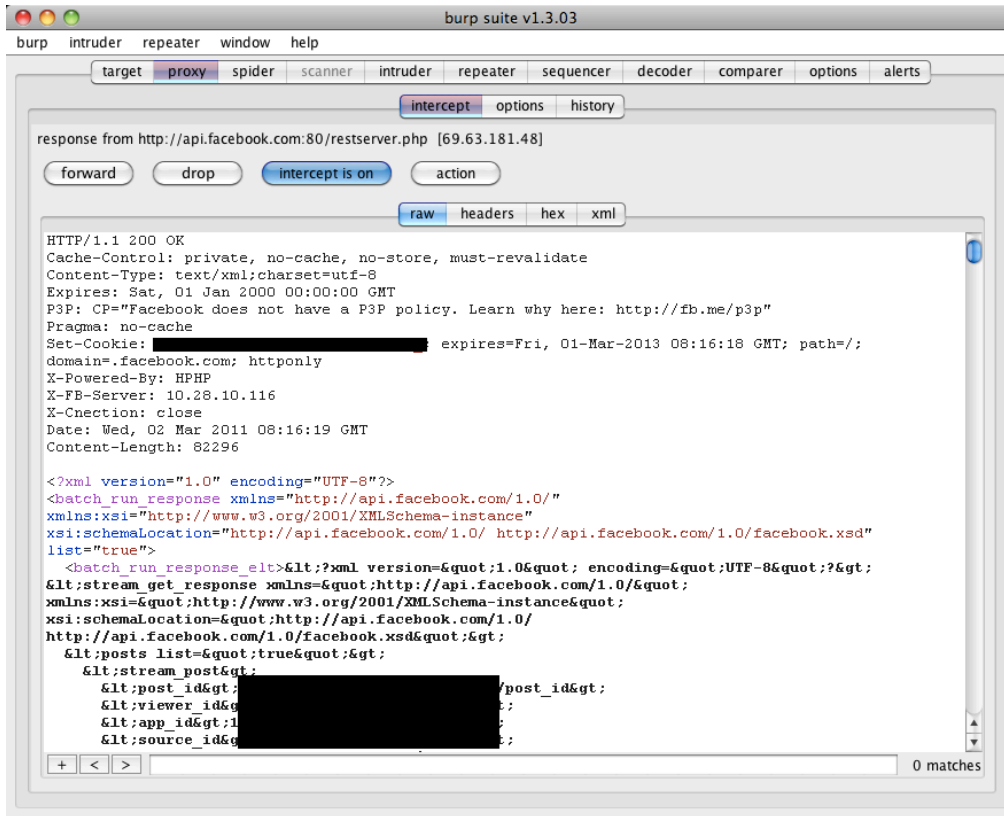 burp suite v1.3.03
burp intruder repeater window help
target proxy spider scanner intruder repeater sequencer decoder comparer options alerts
intercept options history
response from http://api.facebook.com:80/restserver.php [69.63.181.48]
forward drop intercept is on action
raw headers hex xml
HTTP/1.1 200 OK
Cache-Control: private, no-cache, no-store, must-revalidate
Content-Type: text/xml;charset=utf-8
Expires: Sat, 01 Jan 2000 00:00:00 GMT
P3P: CP="Facebook does not have a P3P policy. Learn why here: http://fb.me/p3p"
Pragma: no-cache
Set-Cookie: ; expires=Fri, 01-Mar-2013 08:16:18 GMT; path=/;
domain=.facebook.com; httponly
X-Powered-By: HPHP
X-FB-Server: 10.28.10.116
X-Cnection: close
Date: Wed, 02 Mar 2011 08:16:19 GMT
Content-Length: 82296
<?xml version="1.0" encoding="UTF-8"?>
<batch_run_response xmlns="http://api.facebook.com/1.0/"
xmlns:xsi="http://www.w3.org/2001/XMLSchema-instance"
xsi:schemaLocation="http://api.facebook.com/1.0/ http://api.facebook.com/1.0/facebook.xsd"
list="true">
<batch_run_response_elt>&lt;?xml version=&quot;1.0&quot; encoding=&quot;UTF-8&quot;?&gt;
&lt;stream_get_response xmlns=&quot;http://api.facebook.com/1.0/&quot;
xmlns:xsi=&quot;http://www.w3.org/2001/XMLSchema-instance&quot;
xsi:schemaLocation=&quot;http://api.facebook.com/1.0/
http://api.facebook.com/1.0/facebook.xsd&quot;&gt;
&lt;posts list=&quot;true&quot;&gt;
&lt;stream_post&gt;
&lt;post_id&gt; /post_id&gt;
&lt;viewer_id&g t;
&lt;app_id&gt;1 ;
&lt;source_id&g t;
+ < > 0 matches